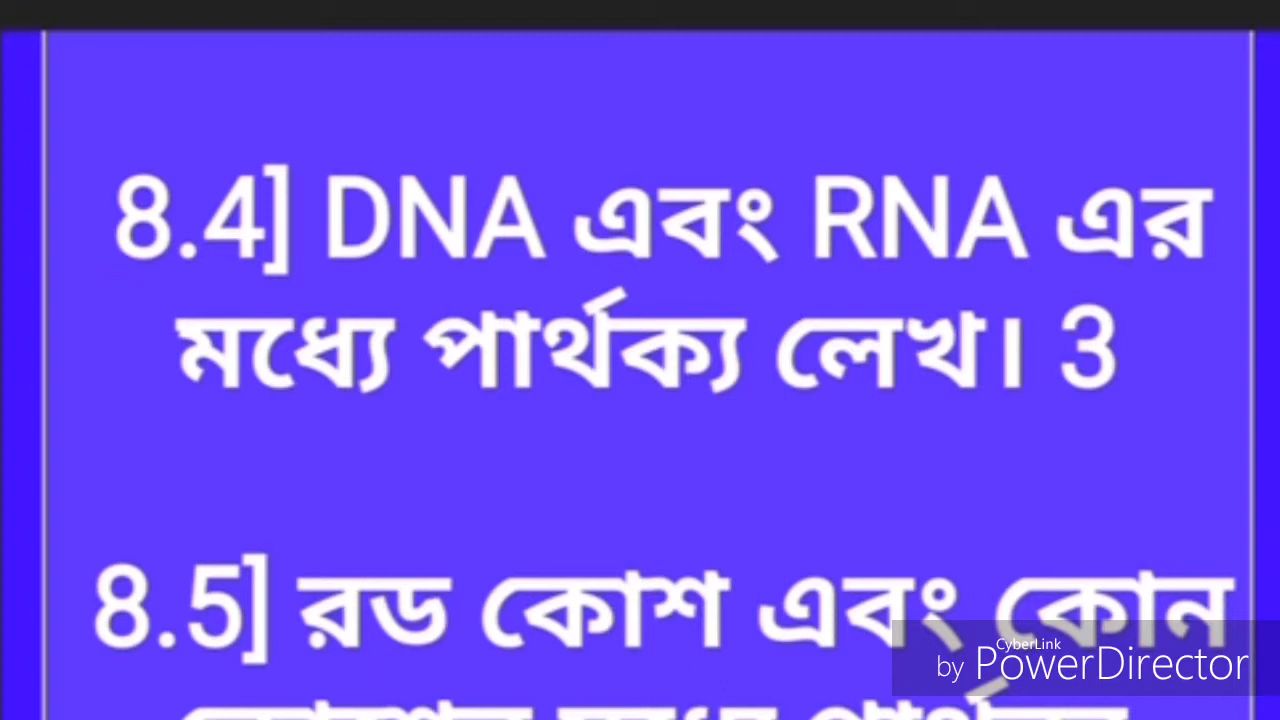 8.4] DNA এবং RNA এর
মধ্যে পার্থক্য লেখ। 3
8.5] রড কোশ এবং কোন
CyberLink
by PowerDirector